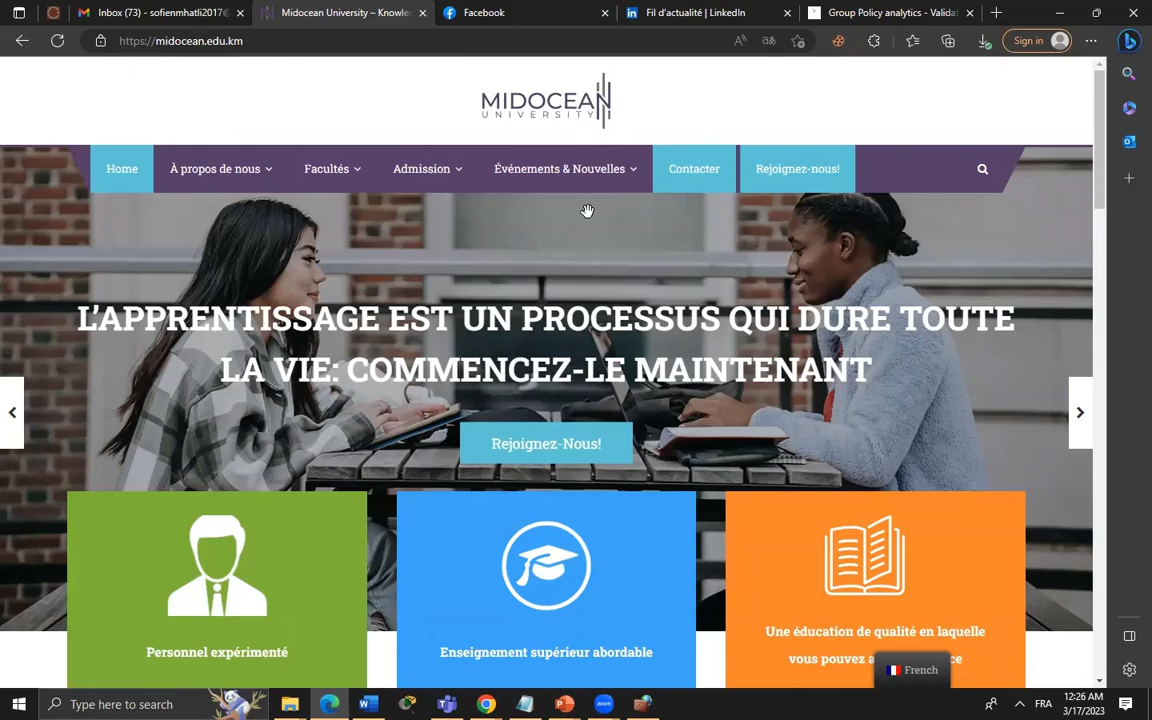 Inbox (73) - sofienmhatli2017@
Midocean University – Knowle
Facebook
Fil d'actualité | LinkedIn
Group Policy analytics - Validat
https://midocean.edu.km
Sign in
MIDOCEAN
UNIVERSITY
Home
À propos de nous
Facultés
Admission
Événements & Nouvelles
Contacter
Rejoignez-nous!
L'APPRENTISSAGE EST UN PROCESSUS QUI DURE TOUTE
LA VIE: COMMENCEZ-LE MAINTENANT
Rejoignez-Nous!
Personnel expérimenté
Enseignement supérieur abordable
Une éducation de qualité en laquelle
vous pouvez a ce
French
Type here to search
zoom
FRA
12:26 AM
3/17/2023